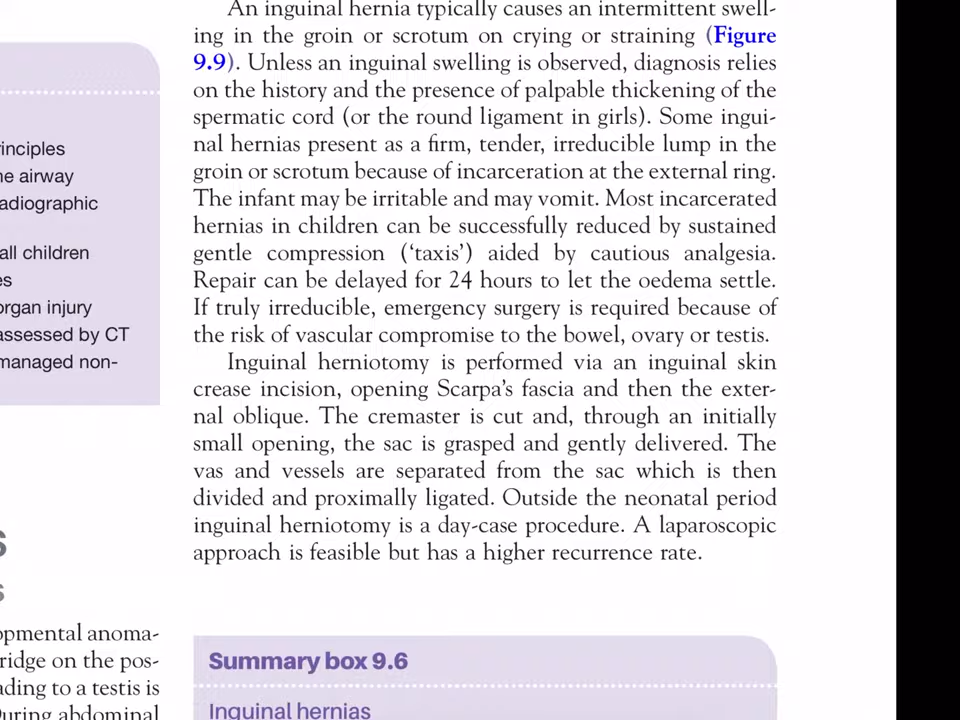 rinciples
ne airway
adiographic
all children
es
organ injury
assessed by CT
managed non-
s
s
opmental anoma-
ridge on the pos-
ading to a testis is
During abdominal
An inguinal hernia typically causes an intermittent swell-
ing in the groin or scrotum on crying or straining (Figure
9.9). Unless an inguinal swelling is observed, diagnosis relies
on the history and the presence of palpable thickening of the
spermatic cord (or the round ligament in girls). Some ingui-
nal hernias present as a firm, tender, irreducible lump in the
groin or scrotum because of incarceration at the external ring.
The infant may be irritable and may vomit. Most incarcerated
hernias in children can be successfully reduced by sustained
gentle compression (‘taxis’) aided by cautious analgesia.
Repair can be delayed for 24 hours to let the oedema settle.
If truly irreducible, emergency surgery is required because of
the risk of vascular compromise to the bowel, ovary or testis.
Inguinal herniotomy is performed via an inguinal skin
crease incision, opening Scarpa’s fascia and then the exter-
nal oblique. The cremaster is cut and, through an initially
small opening, the sac is grasped and gently delivered. The
vas and vessels are separated from the sac which is then
divided and proximally ligated. Outside the neonatal period
inguinal herniotomy is a day-case procedure. A laparoscopic
approach is feasible but has a higher recurrence rate.
Summary box 9.6
Inguinal hernias